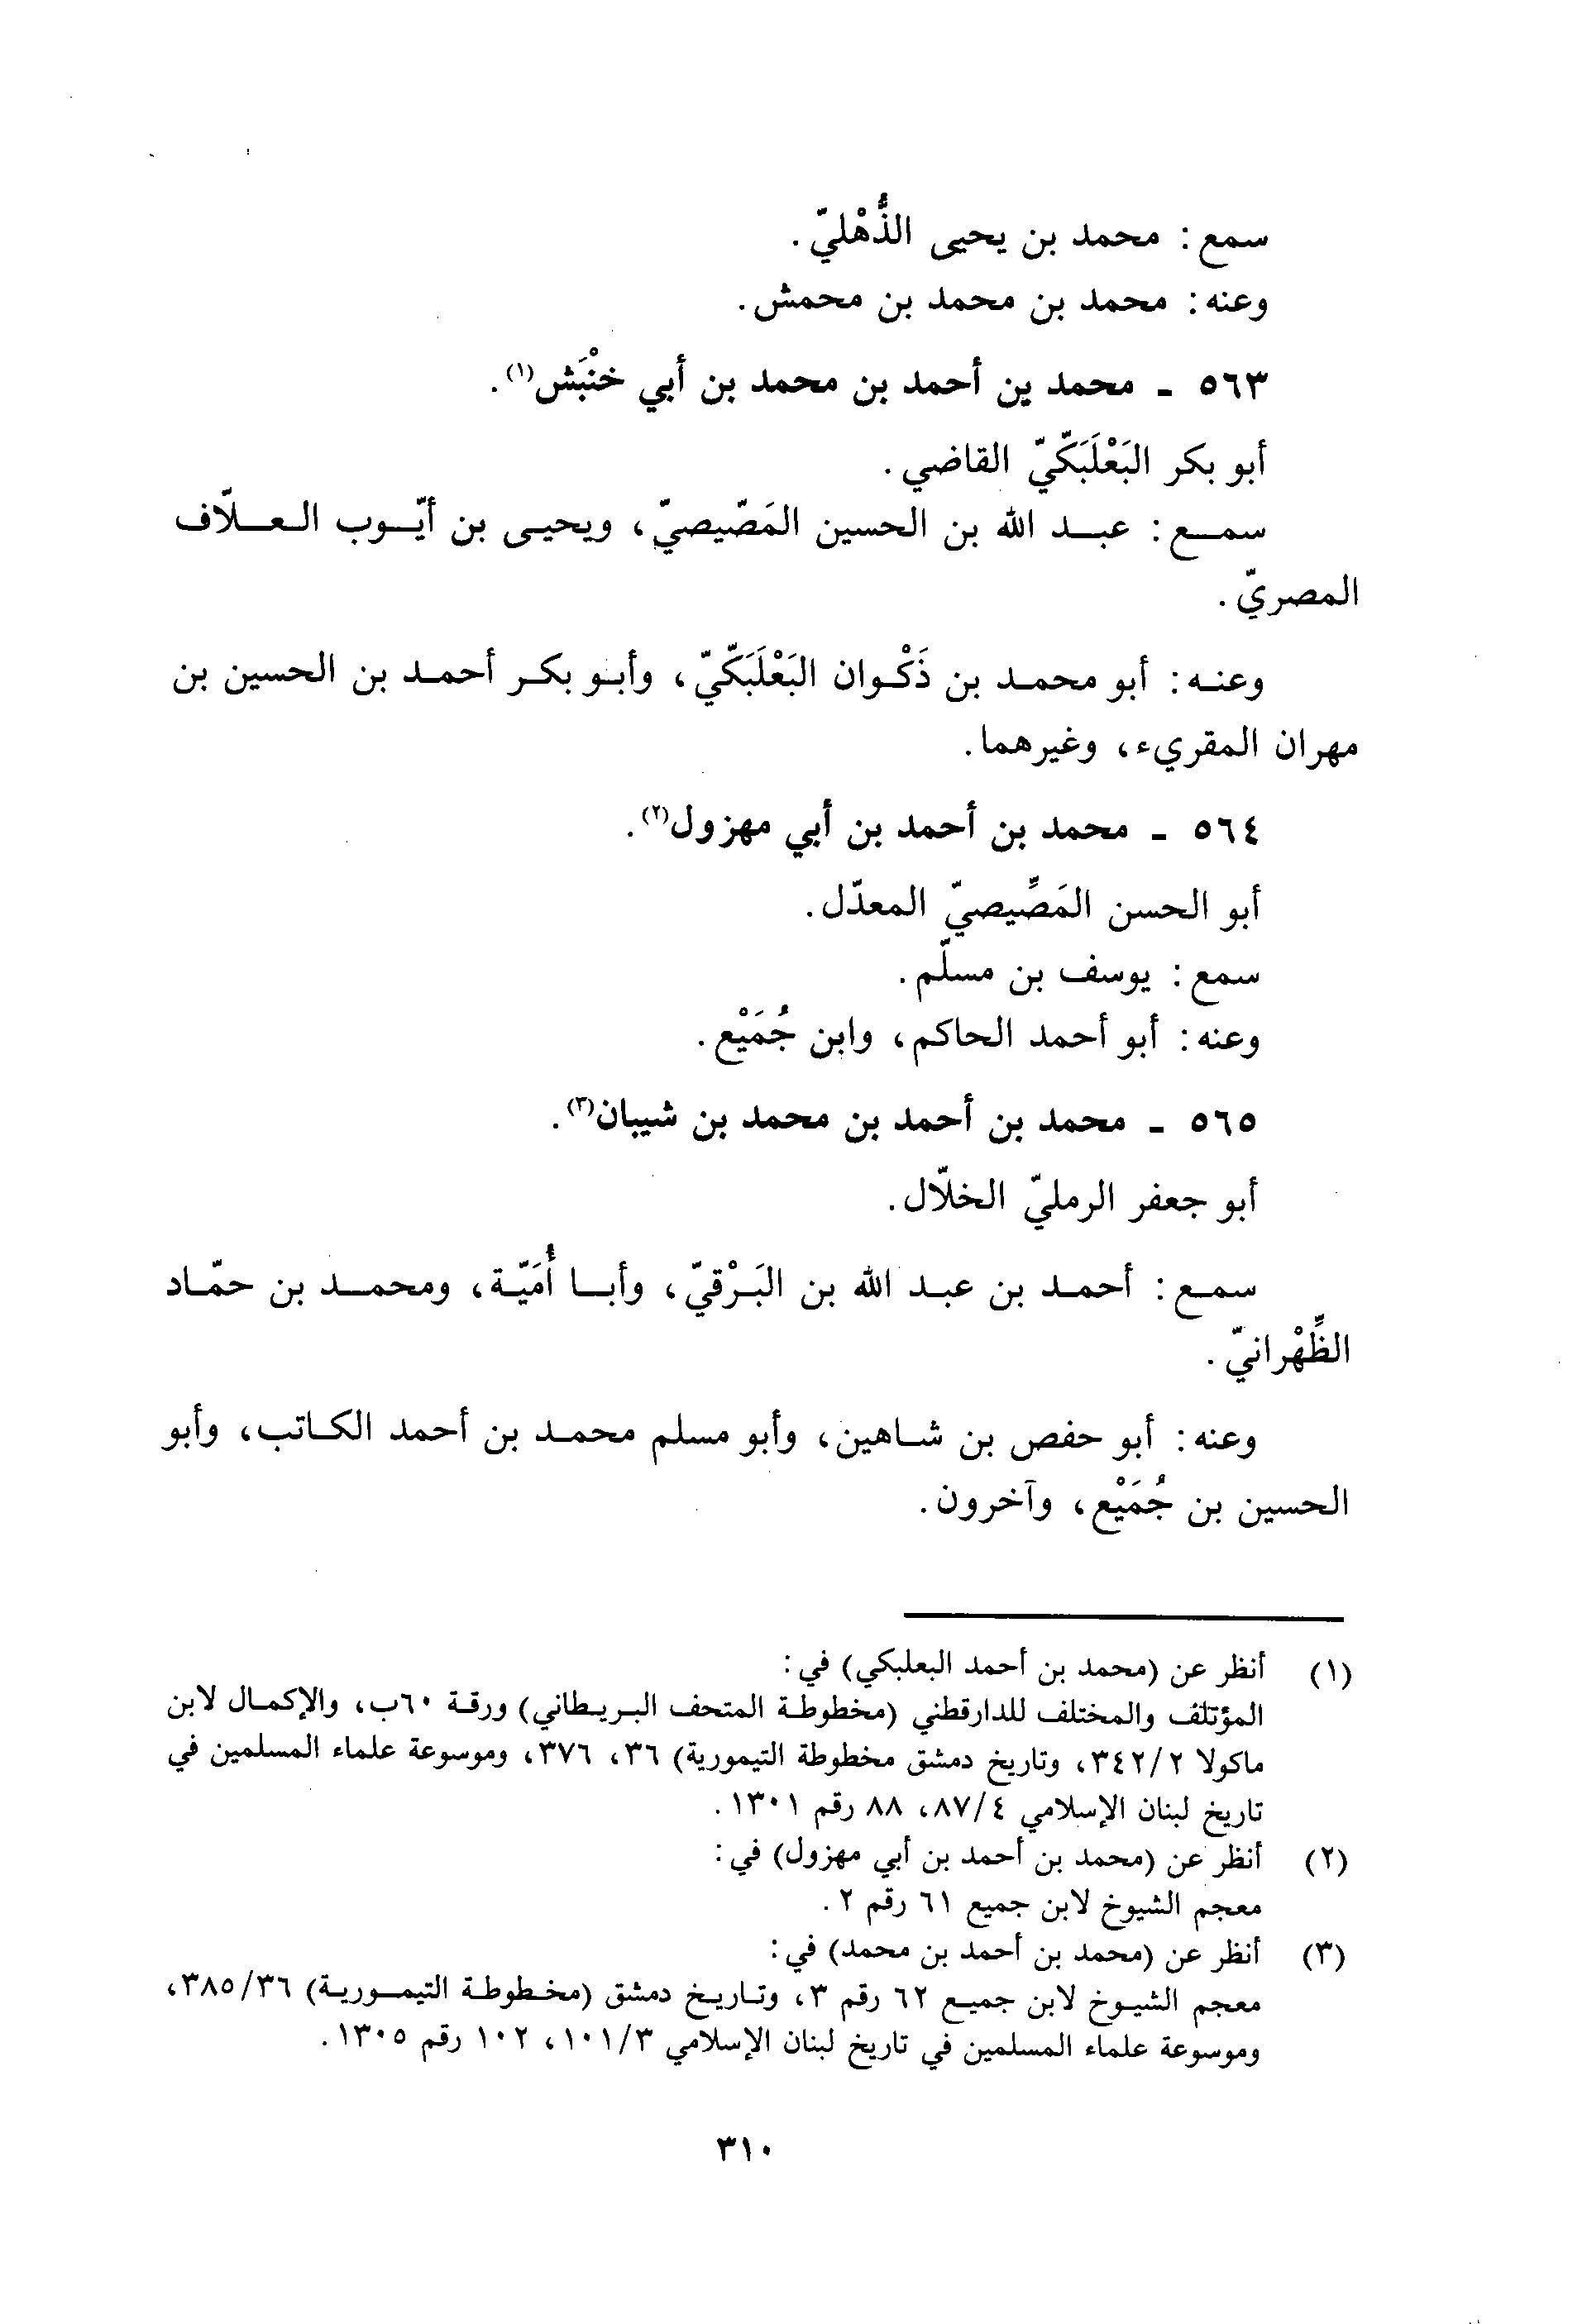 سمع: محمد بن يحيى الذُّهْليّ.
وعنه: محمد بن محمد بن محمش.
٥٦٣ - محمد بن أحمد بن محمد بن أبي خنْبَش(١).
أبو بكر البَعْلَبَكّيّ القاضي.
سمع: عبد الله بن الحسين المَصّيصيّ، ويحيى بن أيّوب العلّاف
المصريّ.
وعنه: أبو محمد بن ذَكْوان البَعْلَبَكّيّ، وأبو بكر أحمد بن الحسين بن
مهران المقريء، وغيرهما.
٥٦٤ - محمد بن أحمد بن أبي مهزول(٢).
أبو الحسن المَصِّيصيّ المعدّل.
سمع: يوسف بن مسلّم.
وعنه: أبو أحمد الحاكم، وابن جُمَيْع.
٥٦٥ - محمد بن أحمد بن محمد بن شيبان(٣).
أبو جعفر الرمليّ الخلّال.
سمع: أحمد بن عبد الله بن البَرْقيّ، وأبا أُمَيّة، ومحمد بن حمّاد
الظِّهْرانيّ.
وعنه: أبو حفص بن شاهين، وأبو مسلم محمد بن أحمد الكاتب، وأبو
الحسين بن جُمَيْع، وآخرون.
(١) أنظر عن (محمد بن أحمد البعلبكي) في:
المؤتلف والمختلف للدارقطني (مخطوطة المتحف البريطاني) ورقة ٦٠ب، والإكمال لابن
ماكولا ٣٤٢/٢، وتاريخ دمشق مخطوطة التيمورية) ٣٦، ٣٧٦، وموسوعة علماء المسلمين في
تاريخ لبنان الإسلامي ٨٧/٤، ٨٨ رقم ١٣٠١.
(٢) أنظر عن (محمد بن أحمد بن أبي مهزول) في:
معجم الشيوخ لابن جميع ٦١ رقم ٢.
(٣) أنظر عن (محمد بن أحمد بن محمد) في:
معجم الشيوخ لابن جميع ٦٢ رقم ٣، وتاريخ دمشق (مخطوطة التيمورية) ٣٨٥/٣٦،
وموسوعة علماء المسلمين في تاريخ لبنان الإسلامي ١٠١/٣، ١٠٢ رقم ١٣٠٥.
٣١٠